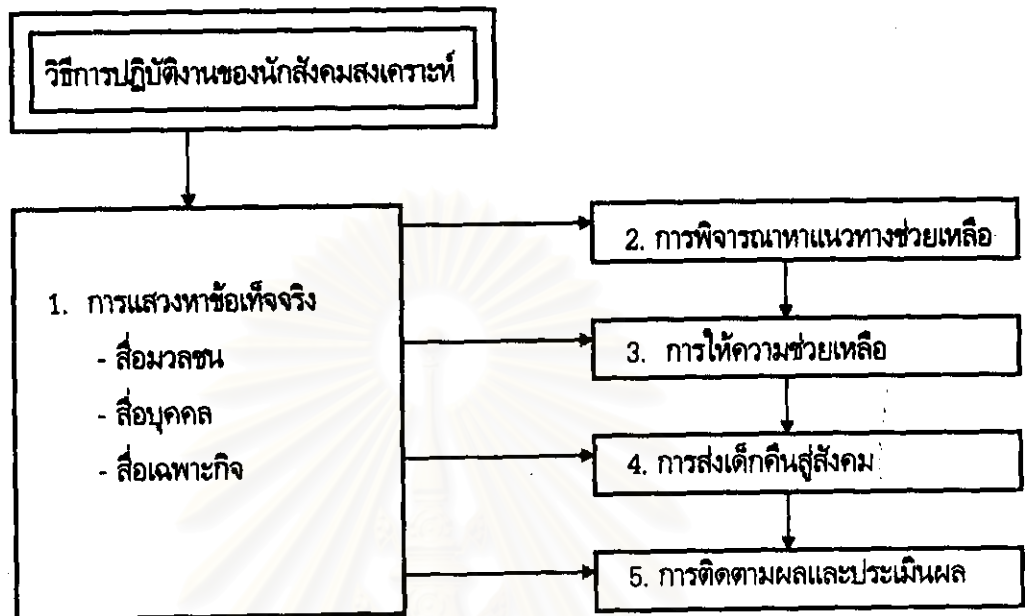 วิธีการปฏิบัติงานของนักสังคมสงเคราะห์
1. การแสวงหาข้อเท็จจริง
- สื่อมวลชน
- สื่อบุคคล
- สื่อเฉพาะกิจ
2. การพิจารณาหาแนวทางช่วยเหลือ
3. การให้ความช่วยเหลือ
4. การส่งเด็กคืนสู่สังคม
5. การติดตามผลและประเมินผล